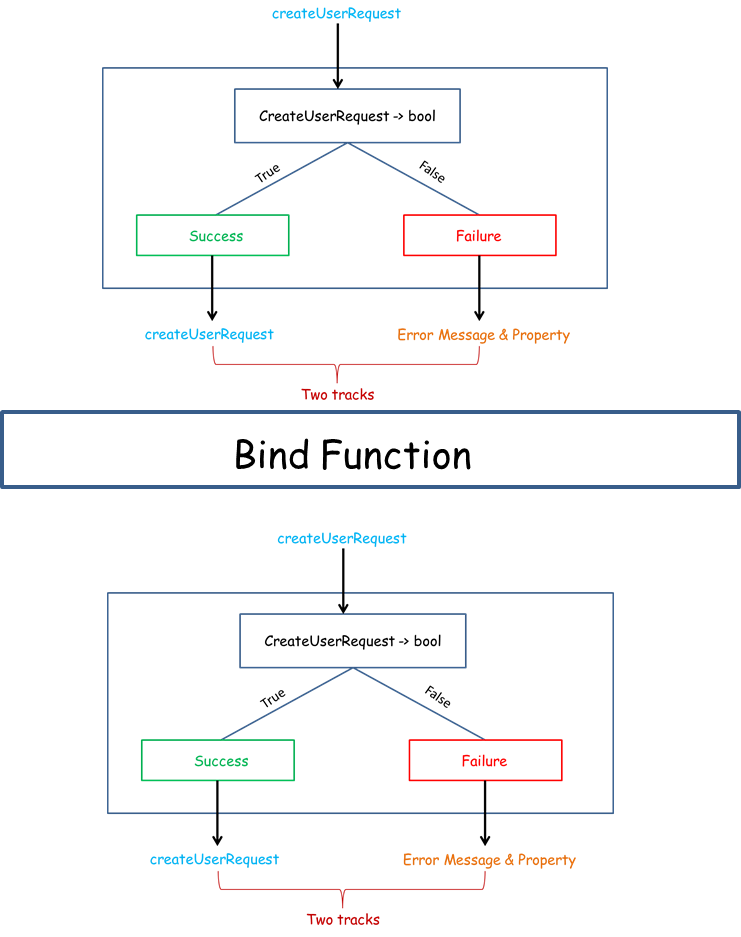 createUserRequest
CreateUserRequest -> bool
True
False
Success
Failure
createUserRequest
Error Message & Property
Two tracks
Bind Function
createUserRequest
CreateUserRequest -> bool
True
False
Success
Failure
createUserRequest
Error Message & Property
Two tracks